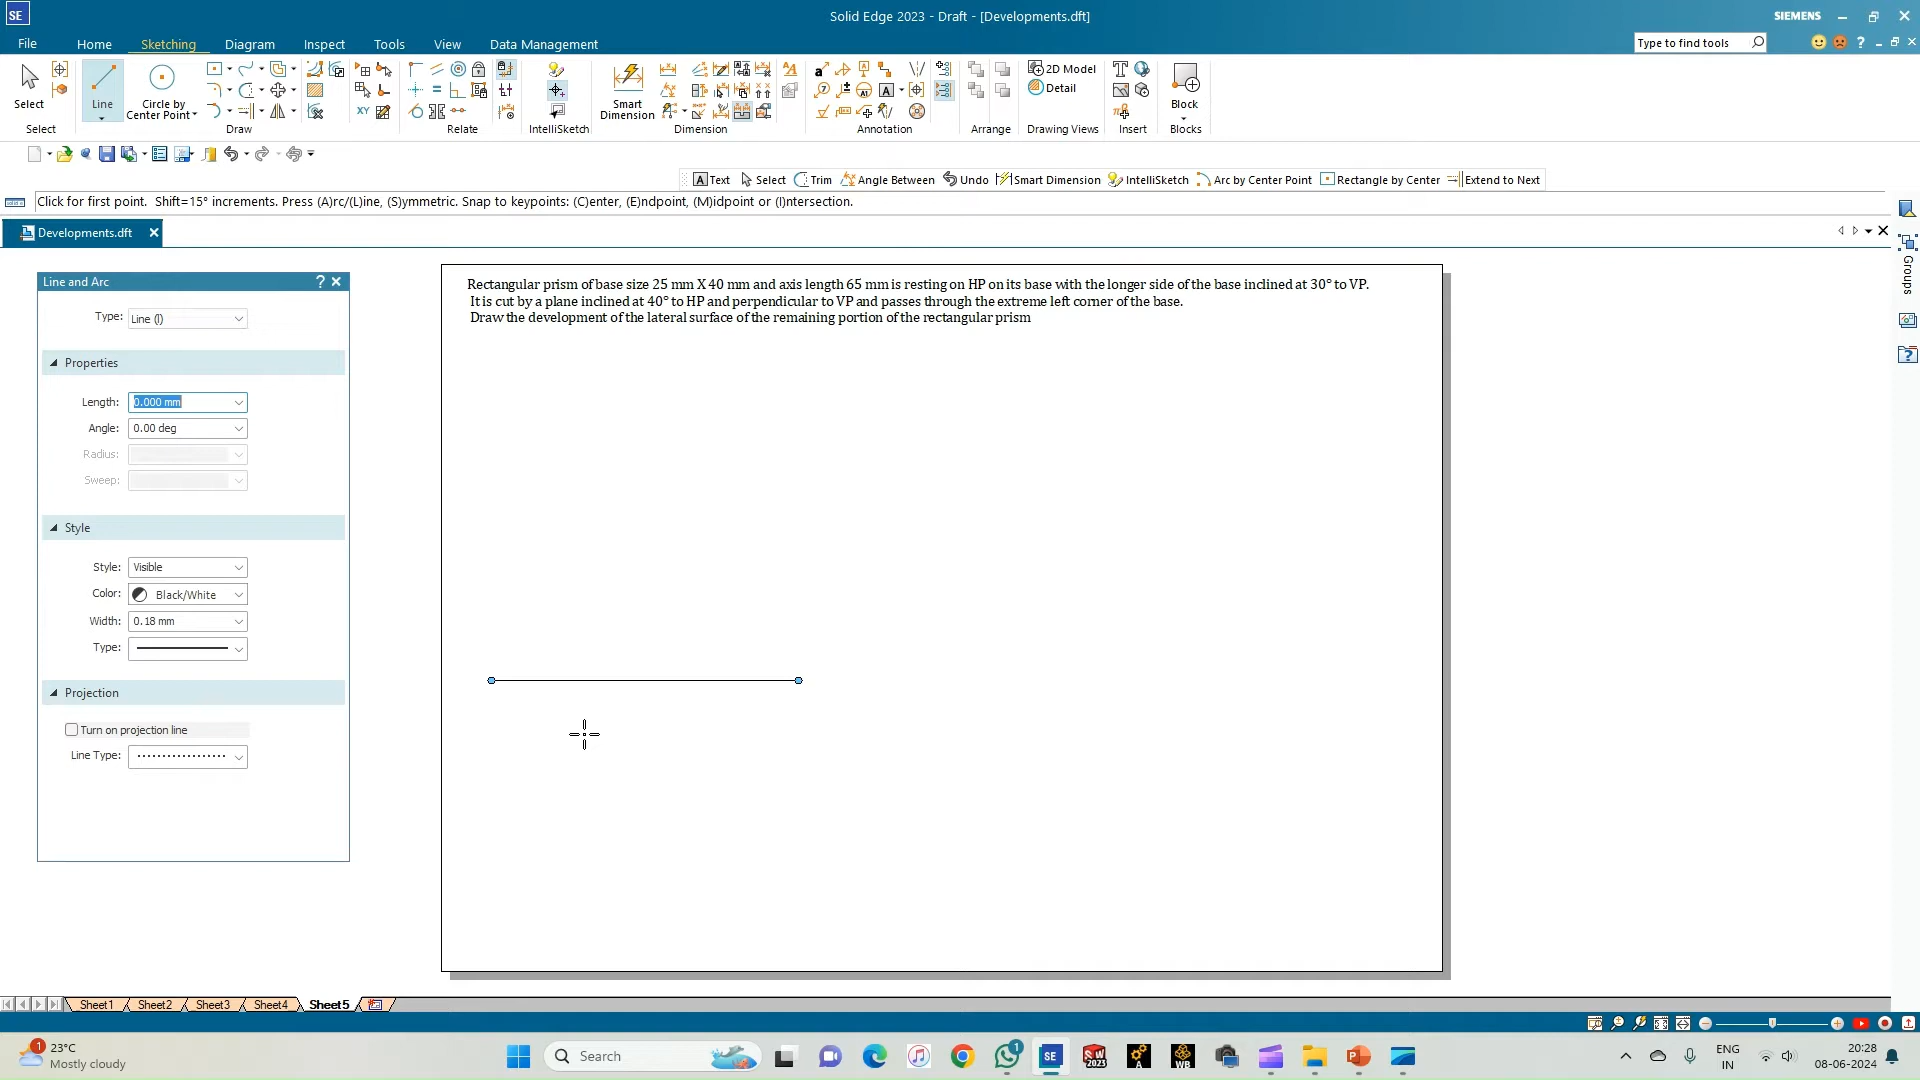 SE
Solid Edge 2023 - Draft - [Developments.dft]
SIEMENS
File
Home
Sketching
Diagram
Inspect
Tools
View
Data Management
Type to find tools
Select
Line
Circle by
Center Point
Smart
Dimension
2D Model
Detail
Block
Select
Draw
Relate
IntelliSketch
Dimension
Annotation
Arrange
Drawing Views
Insert
Blocks
Text
Select
Trim
Angle Between
Undo
Smart Dimension
IntelliSketch
Arc by Center Point
Rectangle by Center
Extend to Next
Click for first point.  Shift=15° increments. Press (A)rc/(L)ine, (S)ymmetric. Snap to keypoints: (C)enter, (E)ndpoint, (M)idpoint or (I)ntersection.
Developments.dft
Groups
Line and Arc
Type: Line (l)
Properties
Length: 0.000 mm
Angle: 0.00 deg
Radius:
Sweep:
Style
Style: Visible
Color: Black/White
Width: 0.18 mm
Type:
Projection
Turn on projection line
Line Type:
Rectangular prism of base size 25 mm X 40 mm and axis length 65 mm is resting on HP on its base with the longer side of the base inclined at 30° to VP.
It is cut by a plane inclined at 40° to HP and perpendicular to VP and passes through the extreme left corner of the base.
Draw the development of the lateral surface of the remaining portion of the rectangular prism
Sheet1
Sheet2
Sheet3
Sheet4
Sheet5
1
23°C
Mostly cloudy
Search
1
SE
SW
2023
A
WB
ENG
IN
20:28
08-06-2024